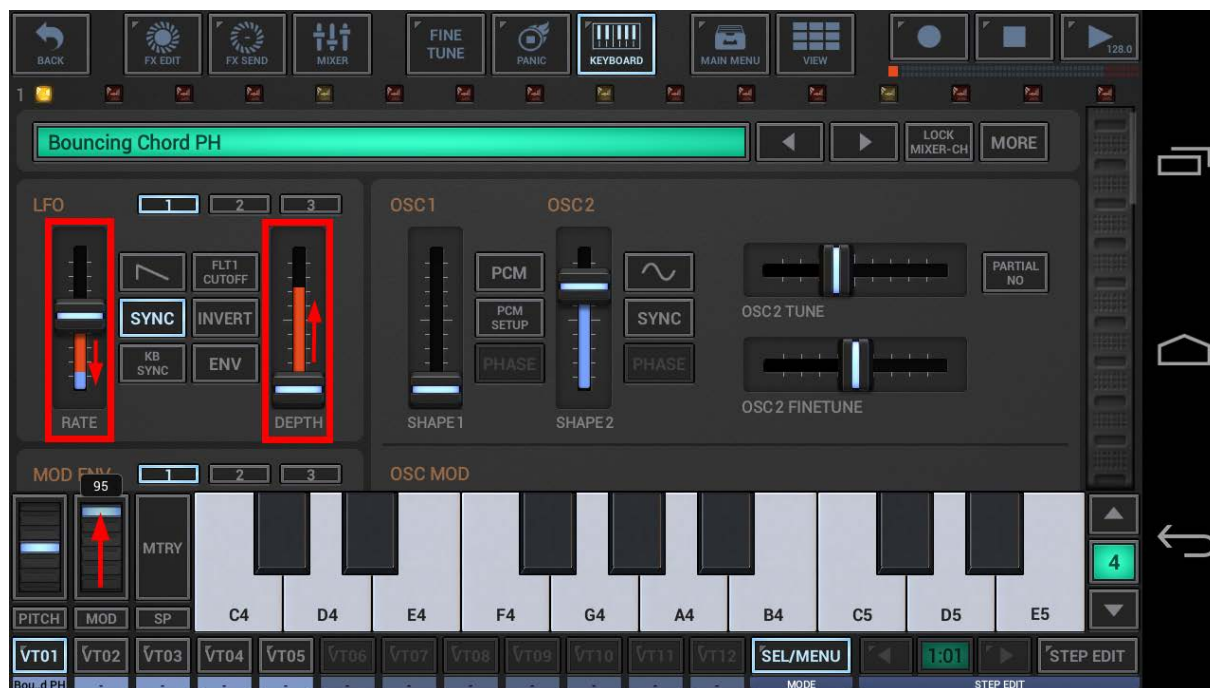 BACK
FX EDIT
FX SEND
MIXER
FINE
TUNE
PANIC
KEYBOARD
MAIN MENU
VIEW
128.0
1
Bouncing Chord PH
LOCK
MIXER-CH
MORE
LFO
1
2
3
OSC1
OSC2
FLT1
CUTOFF
SYNC
INVERT
KB
SYNC
ENV
RATE
DEPTH
PCM
PCM
SETUP
PHASE
SYNC
PHASE
SHAPE1
SHAPE2
OSC2 TUNE
PARTIAL
NO
OSC2 FINETUNE
MOD ENV
1
2
3
OSC MOD
95
MTRY
C4
D4
E4
F4
G4
A4
B4
C5
D5
E5
4
PITCH
MOD
SP
VT01
VT02
VT03
VT04
VT05
VT06
VT07
VT08
VT09
VT10
VT11
VT12
SEL/MENU
1:01
STEP EDIT
Bou..d PH
-
-
-
-
-
-
-
-
-
-
-
MODE
STEP EDIT